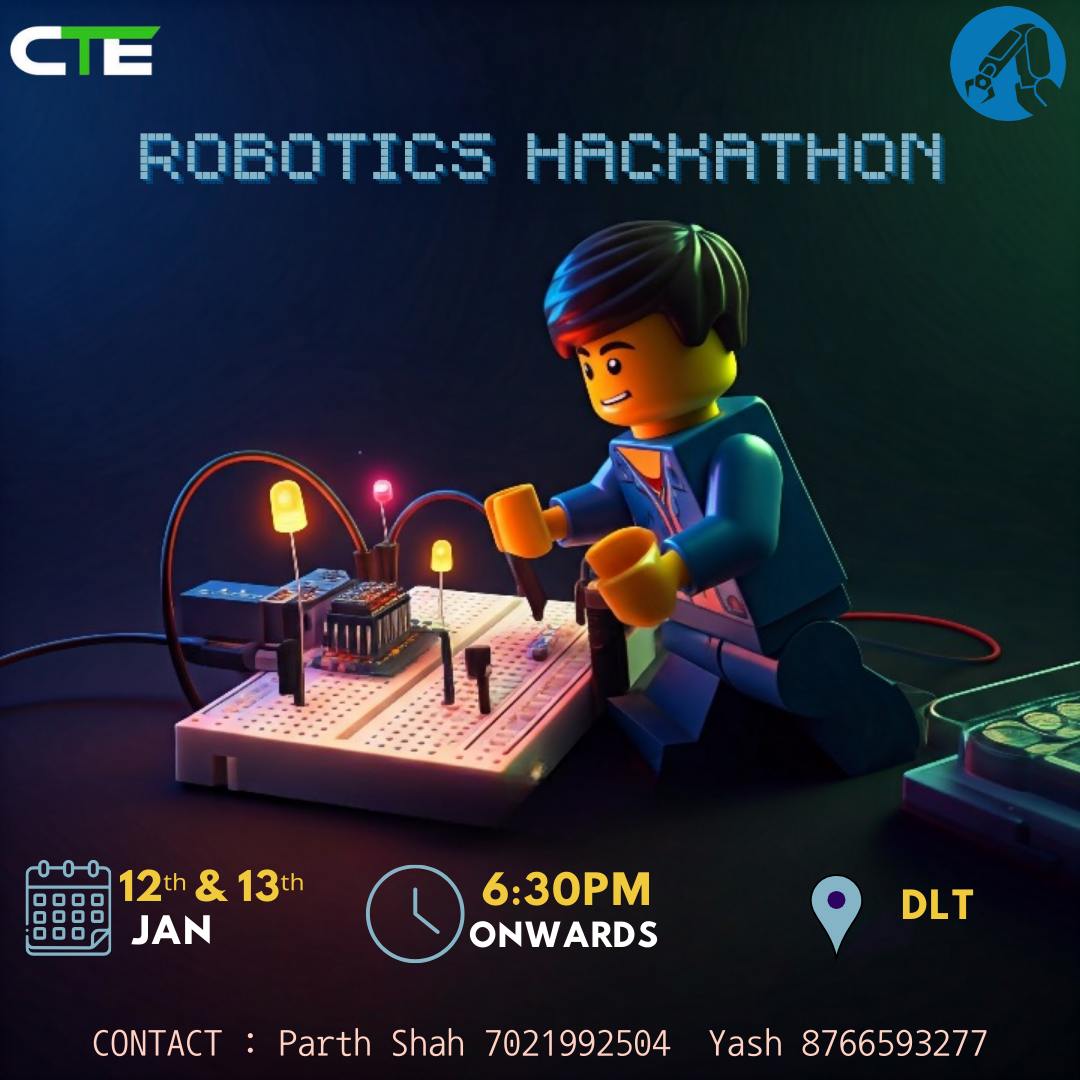 CTE
ROBOTICS HACKATHON
12th & 13th
JAN
6:30PM
ONWARDS
DLT
CONTACT : Parth Shah 7021992504 Yash 8766593277